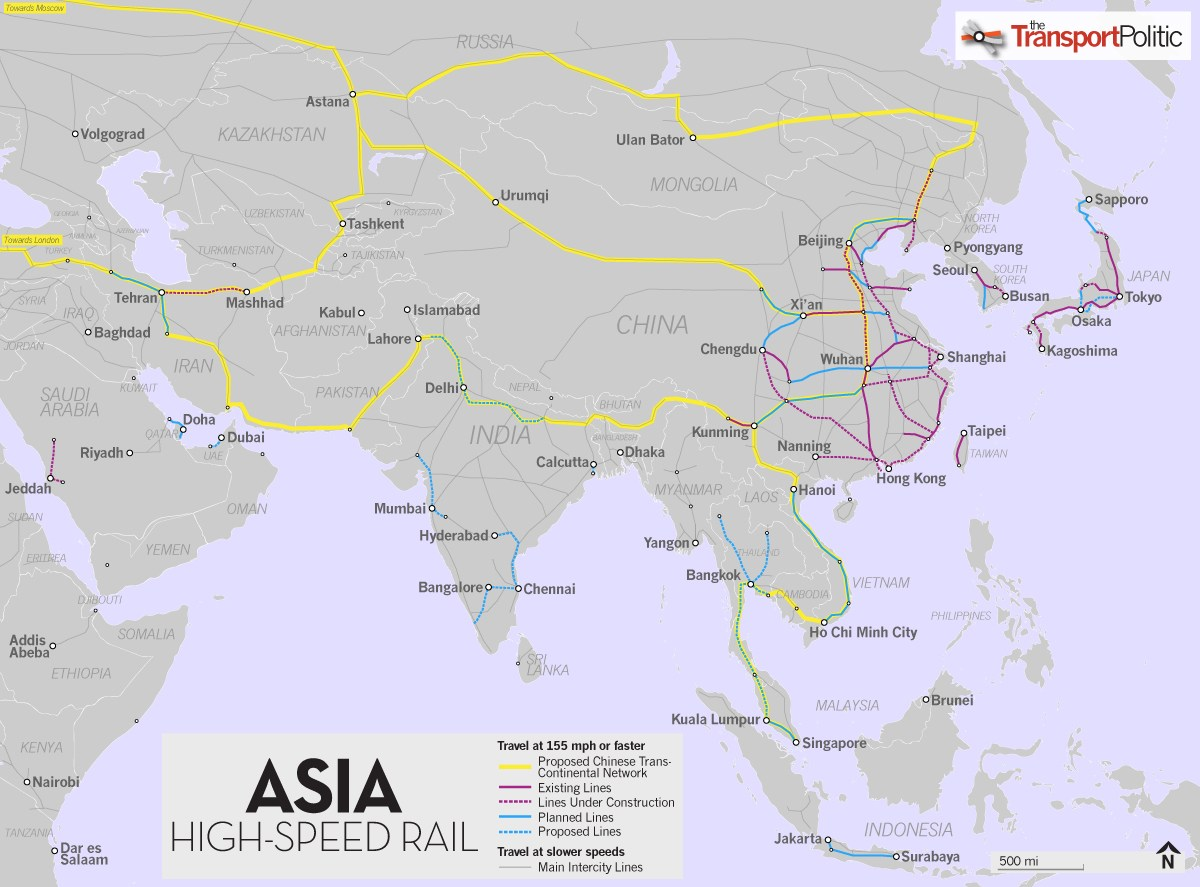 Towards Moscow
the
TransportPolitic
RUSSIA
Astana
Volgograd
KAZAKHSTAN
Ulan Bator
MONGOLIA
Urumqi
Sapporo
GEORGIA
UZBEKISTAN
KYRGYZSTAN
Tashkent
NORTH
KOREA
ARMENIA
AZERBAIJAN
Towards London
TURKEY
TURKMENISTAN
TAJIKISTAN
Beijing
Pyongyang
Seoul
SOUTH
KOREA
JAPAN
SYRIA
Tehran
Mashhad
Busan
Tokyo
IRAQ
Kabul
Islamabad
Xi'an
Osaka
Baghdad
AFGHANISTAN
CHINA
JORDAN
Lahore
Chengdu
Wuhan
Shanghai
Kagoshima
IRAN
KUWAIT
PAKISTAN
Delhi
NEPAL
SAUDI
ARABIA
BHUTAN
Doha
QATAR
Dubai
INDIA
BANGLADESH
Kunming
Nanning
Taipei
TAIWAN
Riyadh
UAE
Calcutta
Dhaka
Hong Kong
Jeddah
MYANMAR
LAOS
Hanoi
OMAN
Mumbai
SUDAN
Hyderabad
Yangon
THAILAND
YEMEN
ERITREA
Bangkok
VIETNAM
Bangalore
Chennai
CAMBODIA
DJIBOUTI
PHILIPPINES
SOMALIA
Ho Chi Minh City
Addis
Abeba
ETHIOPIA
SRI
LANKA
MALAYSIA
Brunei
Kuala Lumpur
Singapore
KENYA
Nairobi
TANZANIA
Dar es
Salaam
ASIA
HIGH-SPEED RAIL
Travel at 155 mph or faster
Proposed Chinese Trans-
Continental Network
Existing Lines
Lines Under Construction
Planned Lines
Proposed Lines
Travel at slower speeds
Main Intercity Lines
Jakarta
INDONESIA
Surabaya
500 mi
N